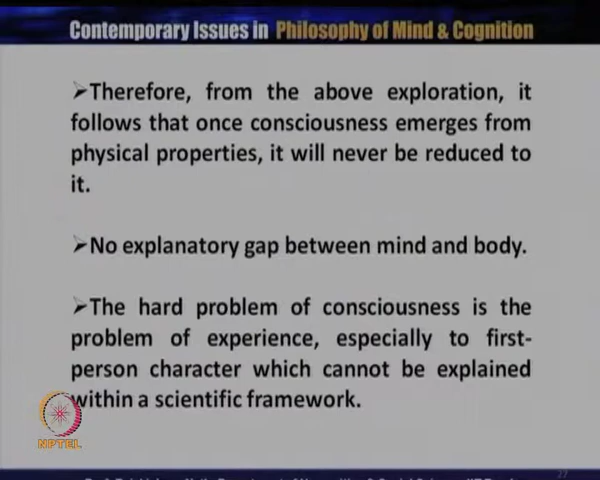 Contemporary Issues in Philosophy of Mind & Cognition
➢Therefore, from the above exploration, it
follows that once consciousness emerges from
physical properties, it will never be reduced to
it.
➢No explanatory gap between mind and body.
➢The hard problem of consciousness is the
problem of experience, especially to first-
person character which cannot be explained
within a scientific framework.
NPTEL
27